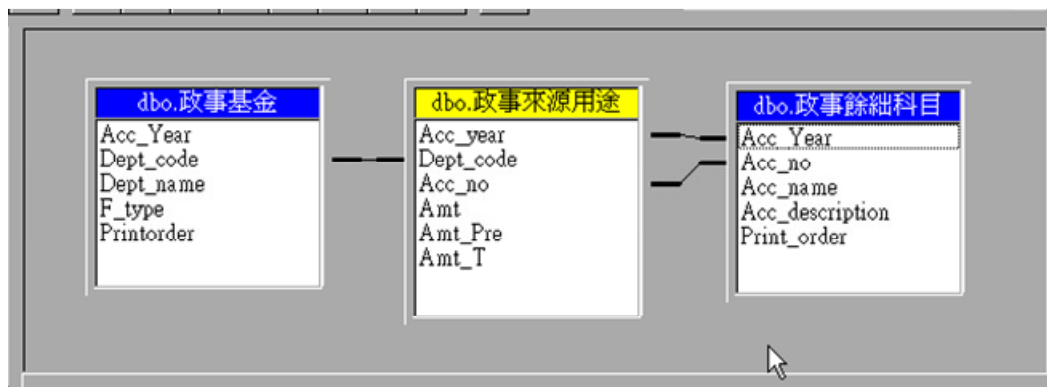 dbo.政事基金
Acc_Year
Dept_code
Dept_name
F_type
Printorder
dbo.政事來源用途
Acc_year
Dept_code
Acc_no
Amt
Amt_Pre
Amt_T
dbo.政事餘絀科目
Acc_Year
Acc_no
Acc_name
Acc_description
Print_order